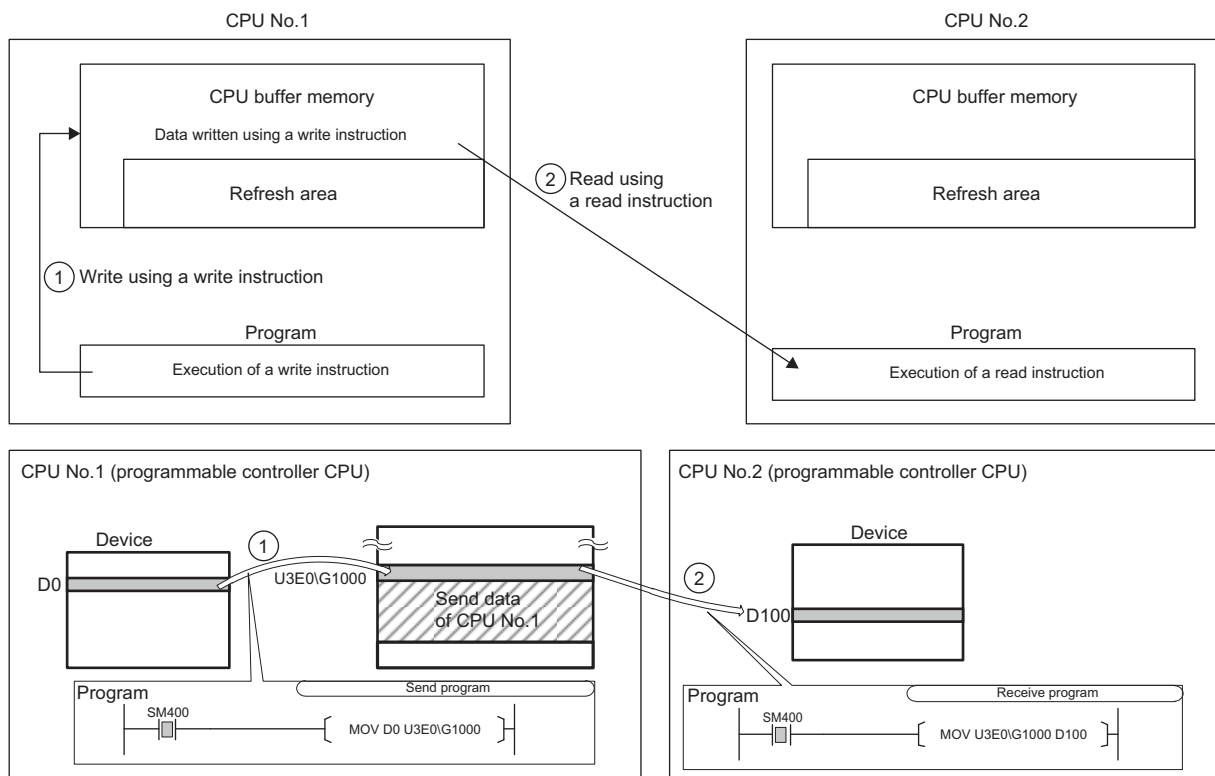 CPU No.1
CPU No.2
CPU buffer memory
Data written using a write instruction
Refresh area
1 Write using a write instruction
Program
Execution of a write instruction
2 Read using
a read instruction
CPU buffer memory
Refresh area
Program
Execution of a read instruction
CPU No.1 (programmable controller CPU)
Device
D0
1
U3E0\G1000
Send data
of CPU No.1
Program
Send program
SM400
MOV D0 U3E0\G1000
CPU No.2 (programmable controller CPU)
Device
2
D100
Program
Receive program
SM400
MOV U3E0\G1000 D100